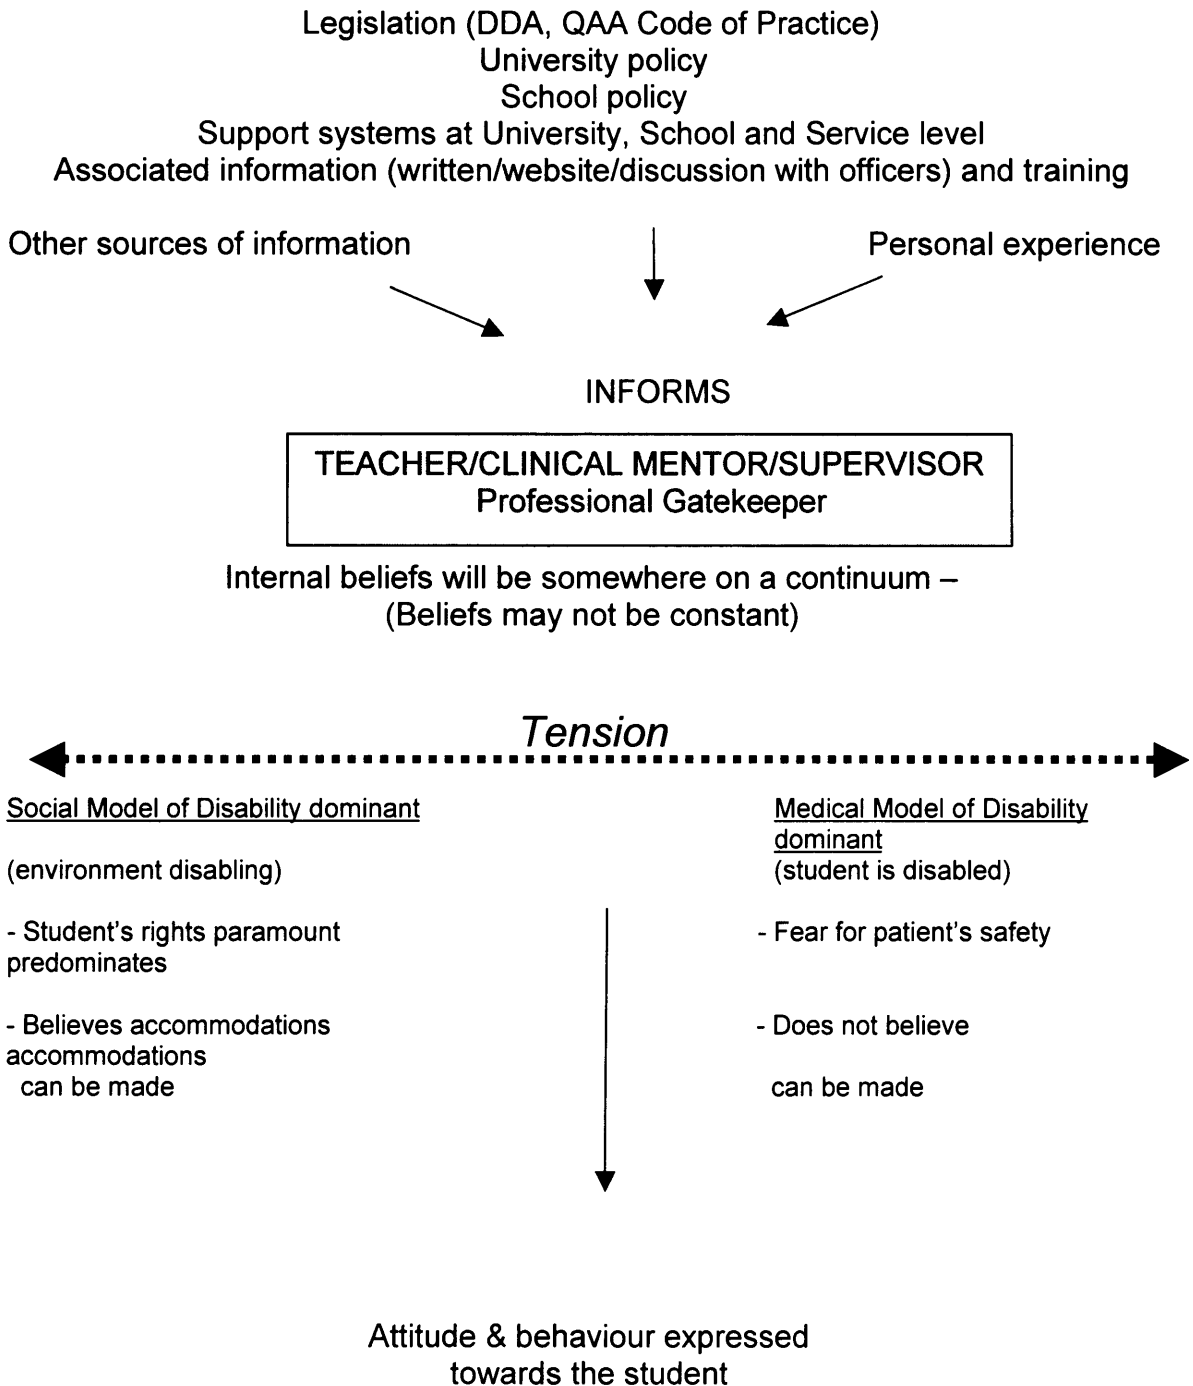 Legislation (DDA, QAA Code of Practice)
University policy
School policy
Support systems at University, School and Service level
Associated information (written/website/discussion with officers) and training
Other sources of information
Personal experience
INFORMS
TEACHER/CLINICAL MENTOR/SUPERVISOR
Professional Gatekeeper
Internal beliefs will be somewhere on a continuum –
(Beliefs may not be constant)
Tension
Social Model of Disability dominant
(environment disabling)
- Student's rights paramount
predominates
- Believes accommodations
accommodations
can be made
Medical Model of Disability
dominant
(student is disabled)
- Fear for patient's safety
- Does not believe
can be made
Attitude & behaviour expressed
towards the student